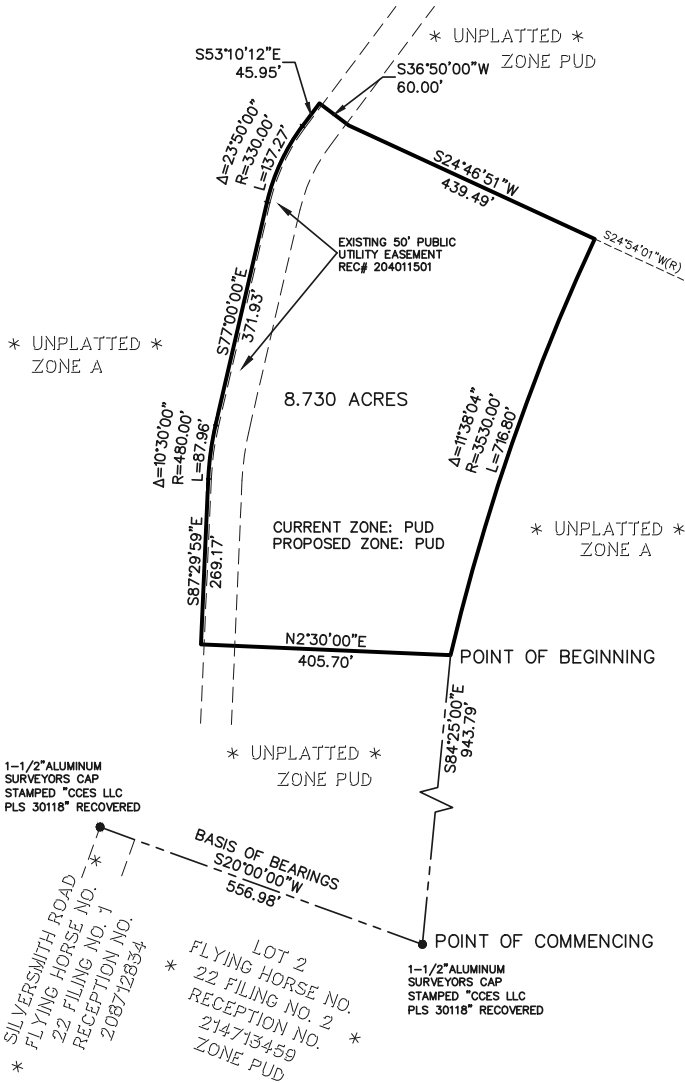 * UNPLATTED *
ZONE PUD
S53°10'12"E
45.95'
S36°50'00"W
60.00'
Δ=23°50'00"
R=330.00'
L=137.27'
S24°46'51"W
439.49'
S24°54'01"W(R)
EXISTING 50' PUBLIC
UTILITY EASEMENT
REC# 204011501
S77°00'00"E
371.93'
* UNPLATTED *
ZONE A
8.730 ACRES
Δ=11°38'04"
R=3530.00'
L=716.80'
Δ=10°30'00"
R=480.00'
L=87.96'
CURRENT ZONE: PUD
PROPOSED ZONE: PUD
* UNPLATTED *
ZONE A
S87°29'59"E
269.17'
N2°30'00"E
405.70'
POINT OF BEGINNING
S84°25'00"E
943.79'
* UNPLATTED *
ZONE PUD
1-1/2"ALUMINUM
SURVEYORS CAP
STAMPED "CCES LLC
PLS 30118" RECOVERED
BASIS OF BEARINGS
S20°00'00"W
556.98'
POINT OF COMMENCING
1-1/2"ALUMINUM
SURVEYORS CAP
STAMPED "CCES LLC
PLS 30118" RECOVERED
* SILVERSMITH ROAD *
FLYING HORSE NO.
22 FILING NO. 1
RECEPTION NO.
208712834
LOT 2
FLYING HORSE NO.
* 22 FILING NO. 2 *
RECEPTION NO.
214713459
ZONE PUD